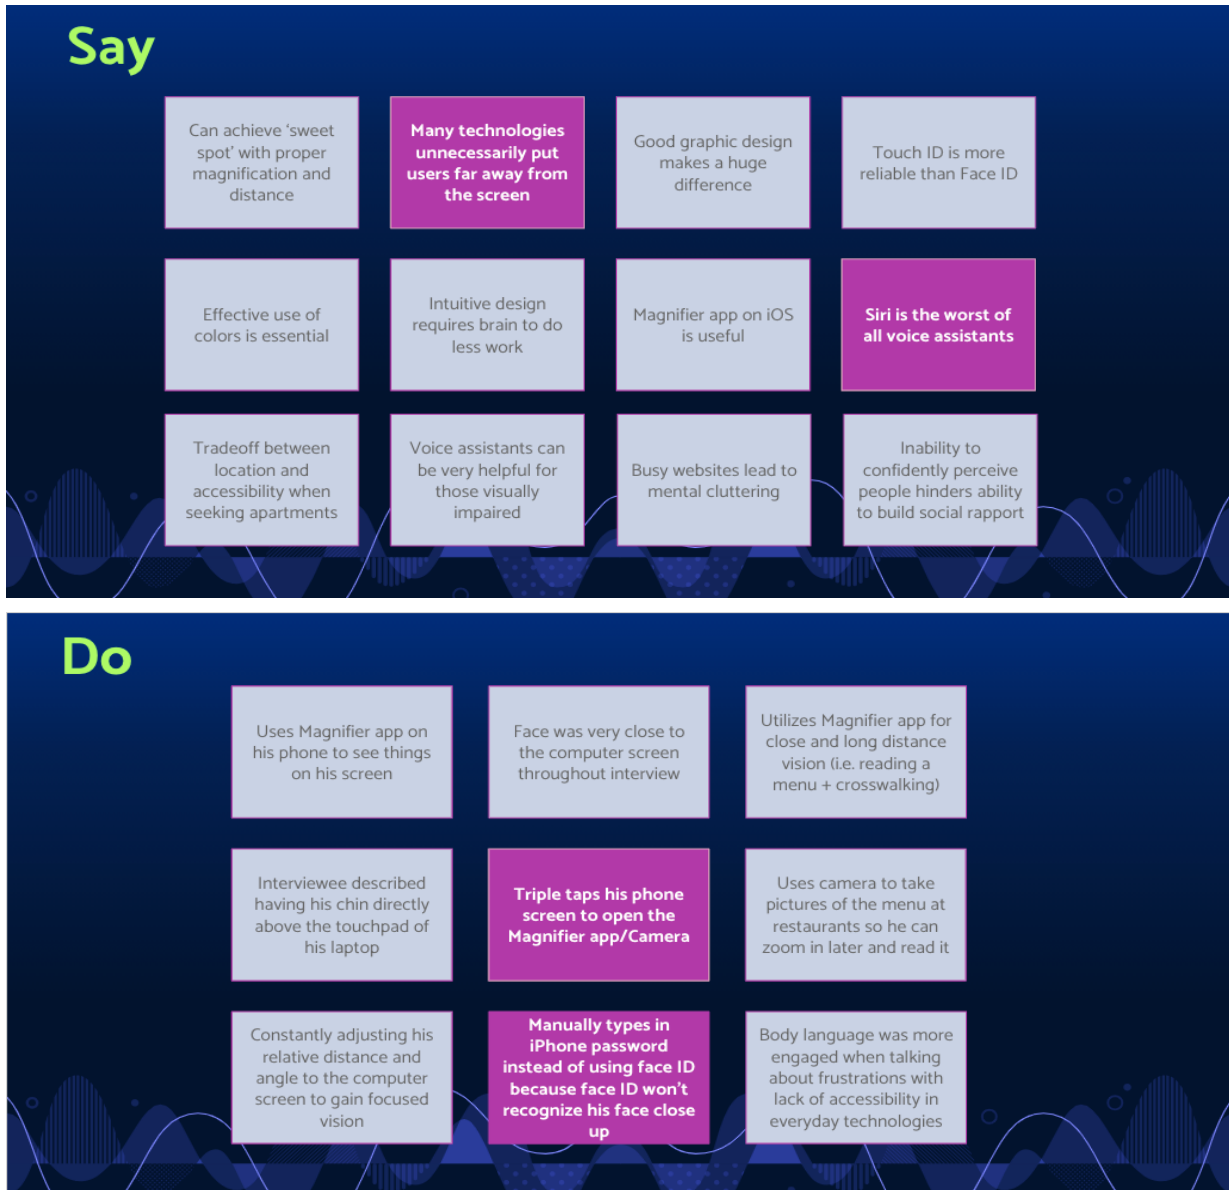 Say
Can achieve ‘sweet
spot’ with proper
magnification and
distance
Many technologies
unnecessarily put
users far away from
the screen
Good graphic design
makes a huge
difference
Touch ID is more
reliable than Face ID
Effective use of
colors is essential
Intuitive design
requires brain to do
less work
Magnifier app on iOS
is useful
Siri is the worst of
all voice assistants
Tradeoff between
location and
accessibility when
seeking apartments
Voice assistants can
be very helpful for
those visually
impaired
Busy websites lead to
mental cluttering
Inability to
confidently perceive
people hinders ability
to build social rapport
Do
Uses Magnifier app on
his phone to see things
on his screen
Face was very close to
the computer screen
throughout interview
Utilizes Magnifier app for
close and long distance
vision (i.e. reading a
menu + crosswalking)
Interviewee described
having his chin directly
above the touchpad of
his laptop
Triple taps his phone
screen to open the
Magnifier app/Camera
Uses camera to take
pictures of the menu at
restaurants so he can
zoom in later and read it
Constantly adjusting his
relative distance and
angle to the computer
screen to gain focused
vision
Manually types in
iPhone password
instead of using face ID
because face ID won’t
recognize his face close
up
Body language was more
engaged when talking
about frustrations with
lack of accessibility in
everyday technologies